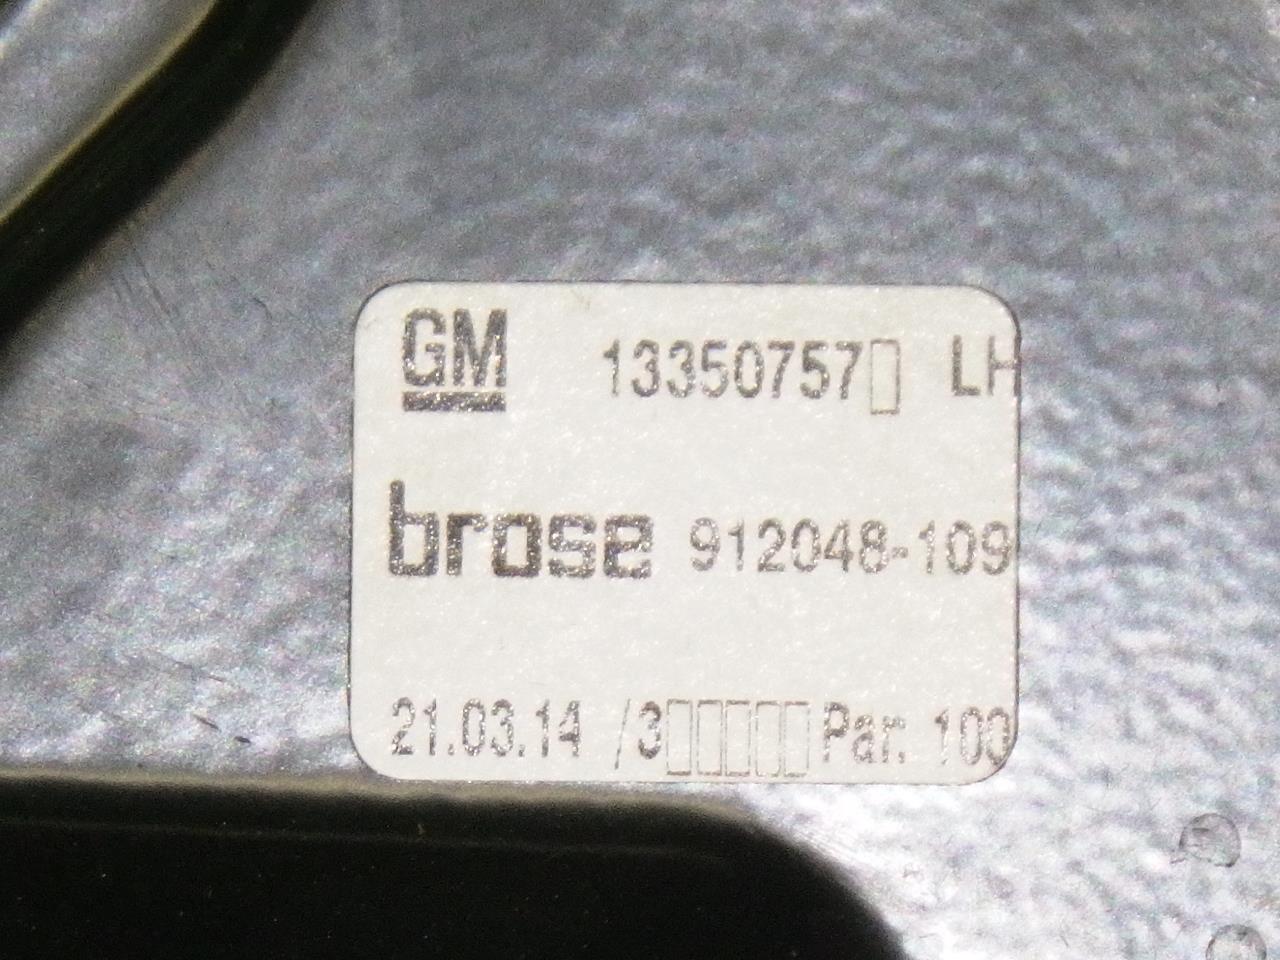 GM 13350757▯ LH
brose 912048-109
21.03.14 /3▯▯▯▯▯ Par. 100